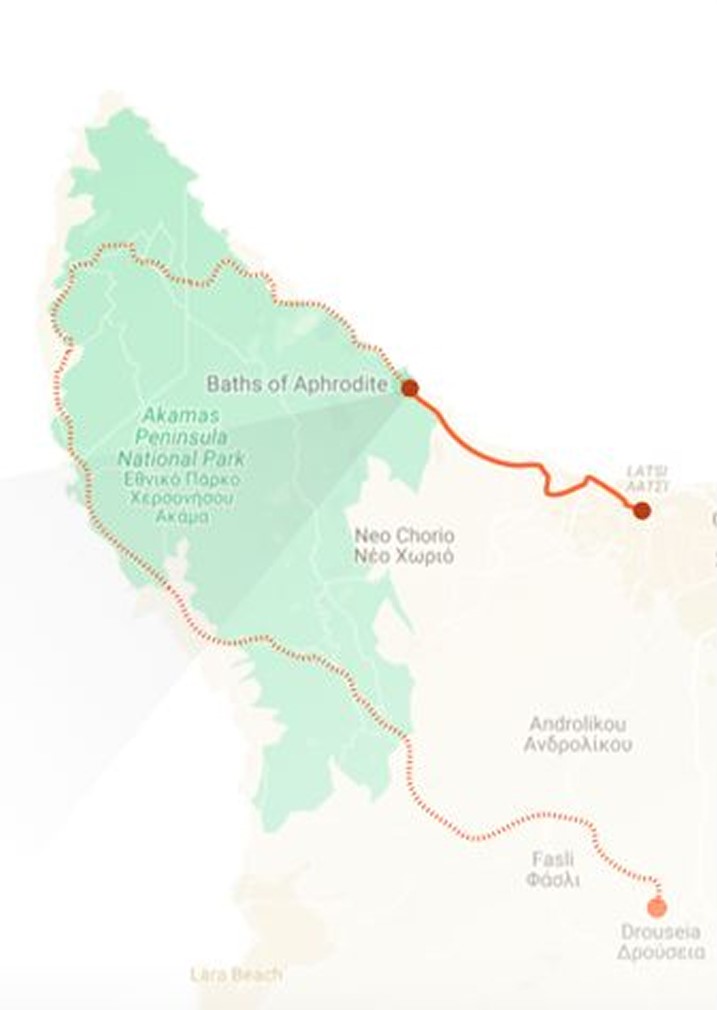 Baths of Aphrodite
Akamas
Peninsula
National Park
Εθνικό Πάρκο
Χερσονήσου
Ακάμα
LATSI
ΛΑΤΣΙ
Neo Chorio
Νέο Χωριό
Androlikou
Ανδρολίκου
Fasli
Φάσλι
Drouseia
Δρούσεια
Lara Beach